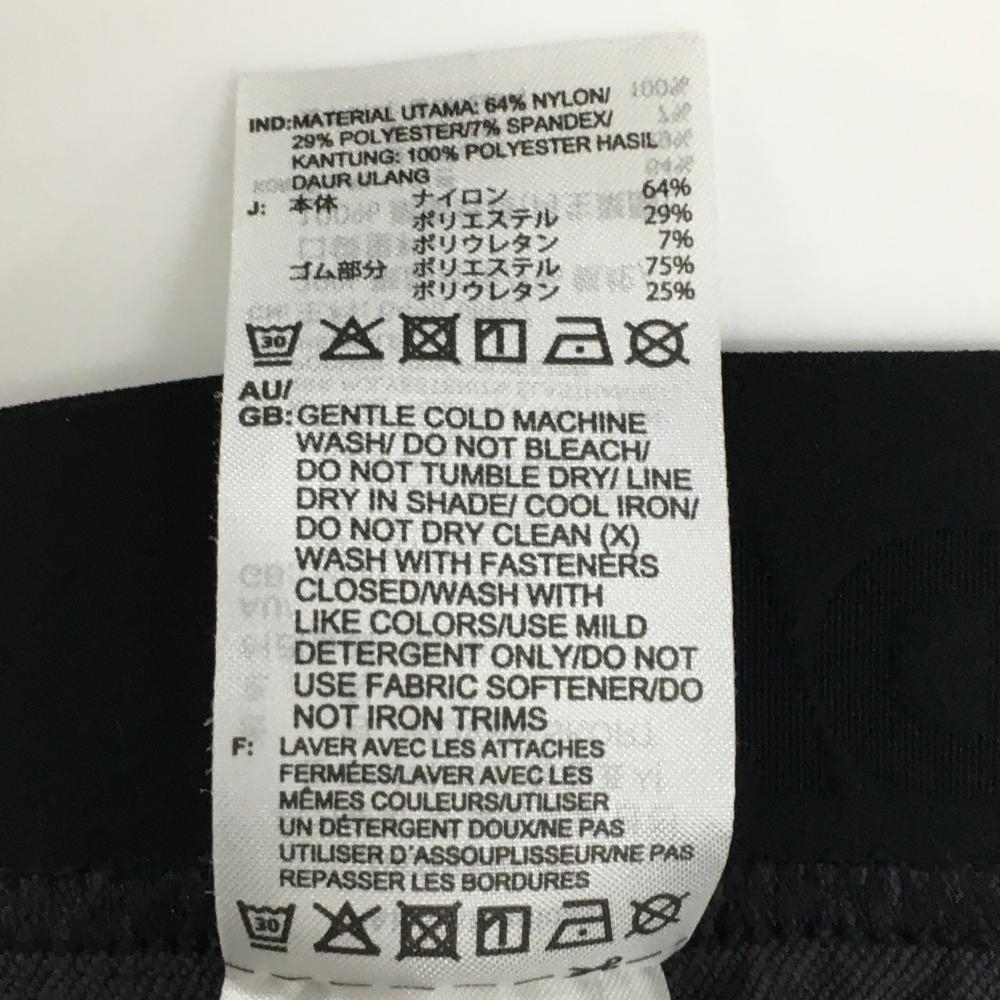 IND:MATERIAL UTAMA: 64% NYLON/
29% POLYESTER/7% SPANDEX/
KANTUNG: 100% POLYESTER HASIL
DAUR ULANG
J: 本体 ナイロン 64%
ポリエステル 29%
ポリウレタン 7%
ゴム部分 ポリエステル 75%
ポリウレタン 25%
30 1
AU/
GB: GENTLE COLD MACHINE
WASH/ DO NOT BLEACH/
DO NOT TUMBLE DRY/ LINE
DRY IN SHADE/ COOL IRON/
DO NOT DRY CLEAN (X)
WASH WITH FASTENERS
CLOSED/WASH WITH
LIKE COLORS/USE MILD
DETERGENT ONLY/DO NOT
USE FABRIC SOFTENER/DO
NOT IRON TRIMS
F: LAVER AVEC LES ATTACHES
FERMÉES/LAVER AVEC LES
MÊMES COULEURS/UTILISER
UN DÉTERGENT DOUX/NE PAS
UTILISER D'ASSOUPLISSEUR/NE PAS
REPASSER LES BORDURES
30 1